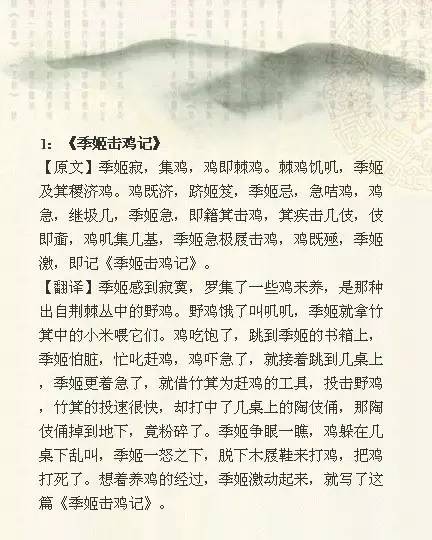 1：《季姬击鸡记》
【原文】季姬寂，集鸡，鸡即棘鸡。棘鸡饥叽，季姬
及箕稷济鸡。鸡既济，跻姬笈，季姬忌，急咭鸡，鸡
急，继圾几，季姬急，即籍箕击鸡，箕疾击几伎，伎
即齑，鸡叽集几基，季姬急极屐击鸡，鸡既殛，季姬
激，即记《季姬击鸡记》。
【翻译】季姬感到寂寞，罗集了一些鸡来养，是那种
出自荆棘丛中的野鸡。野鸡饿了叫叽叽，季姬就拿竹
箕中的小米喂它们。鸡吃饱了，跳到季姬的书箱上，
季姬怕脏，忙叱赶鸡，鸡吓急了，就接着跳到几桌上
，季姬更着急了，就借竹箕为赶鸡的工具，投击野鸡
，竹箕的投速很快，却打中了几桌上的陶伎俑，那陶
伎俑掉到地下，竟粉碎了。季姬争眼一瞧，鸡躲在几
桌下乱叫，季姬一怒之下，脱下木屐鞋来打鸡，把鸡
打死了。想着养鸡的经过，季姬激动起来，就写了这
篇《季姬击鸡记》。